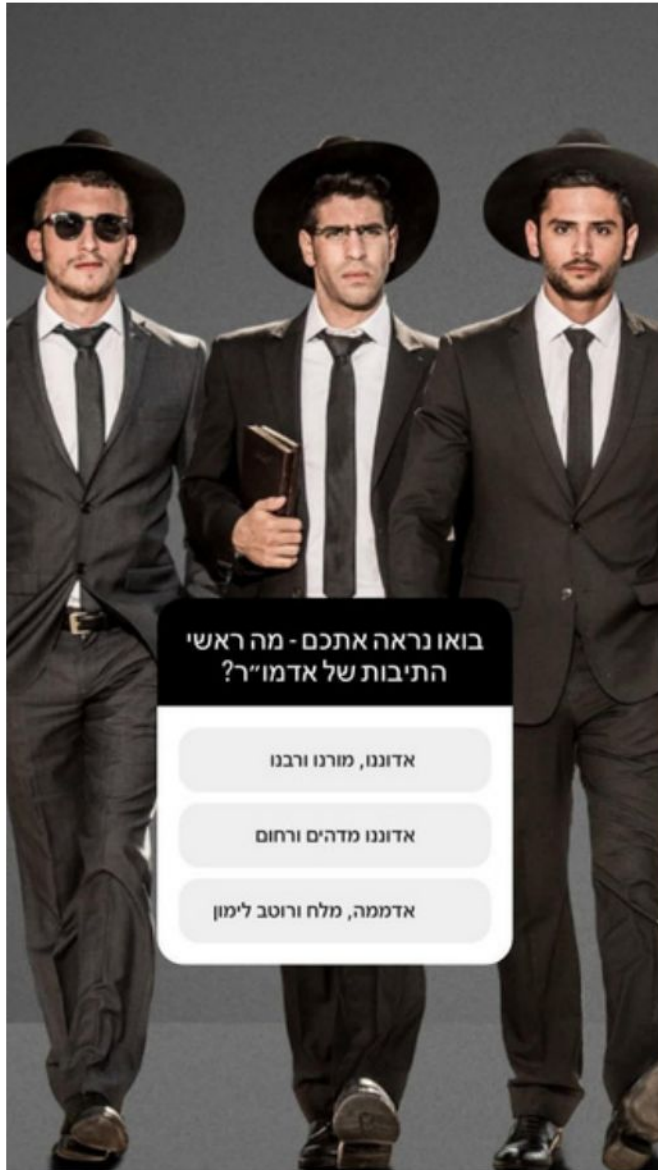 בואו נראה אתכם - מה ראשי
התיבות של אדמו״ר?
אדוננו, מורנו ורבנו
אדוננו מדהים ורחום
אדממה, מלח ורוטב לימון